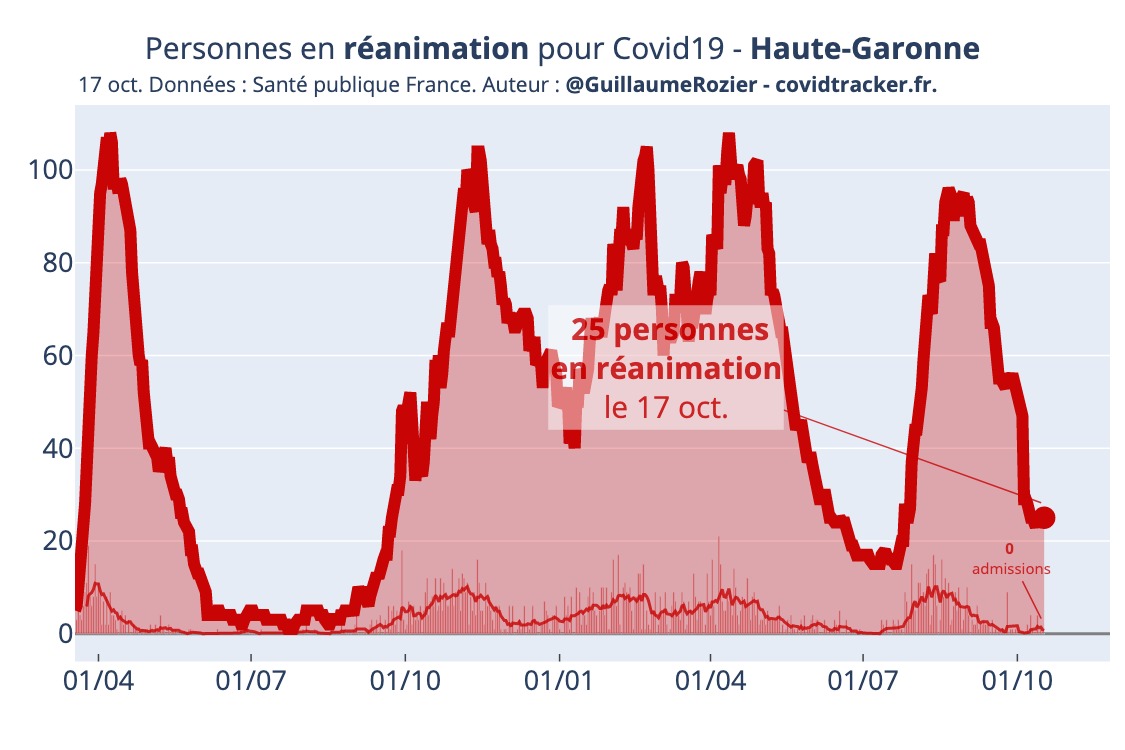 Personnes en réanimation pour Covid19 - Haute-Garonne
17 oct. Données : Santé publique France. Auteur : @GuillaumeRozier - covidtracker.fr.
100
80
60
40
20
0
25 personnes
en réanimation
le 17 oct.
0
admissions
01/04
01/07
01/10
01/01
01/04
01/07
01/10